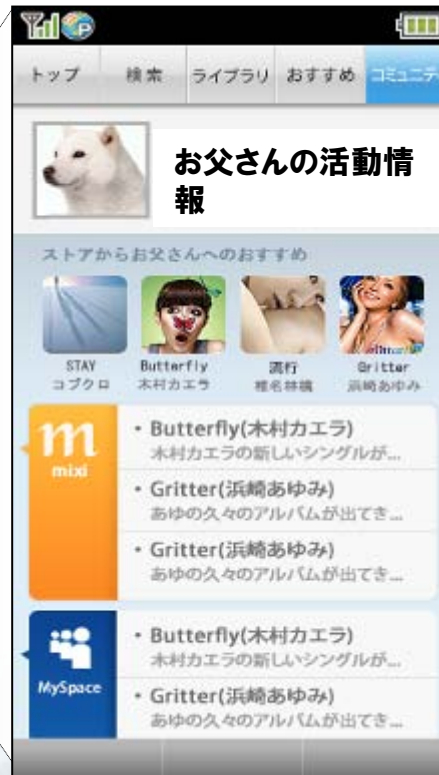 トップ 検索 ライブラリ おすすめ コミュニテ
お父さんの活動情
報
ストアからお父さんへのおすすめ
STAY Butterfly 流行 Gritter
コブクロ 木村カエラ 椎名林檎 浜崎あゆみ
m
mixi
・Butterfly(木村カエラ)
木村カエラの新しいシングルが...
・Gritter(浜崎あゆみ)
あゆの久々のアルバムが出てき...
・Gritter(浜崎あゆみ)
あゆの久々のアルバムが出てき...
MySpace
・Butterfly(木村カエラ)
木村カエラの新しいシングルが...
・Gritter(浜崎あゆみ)
あゆの久々のアルバムが出てき...